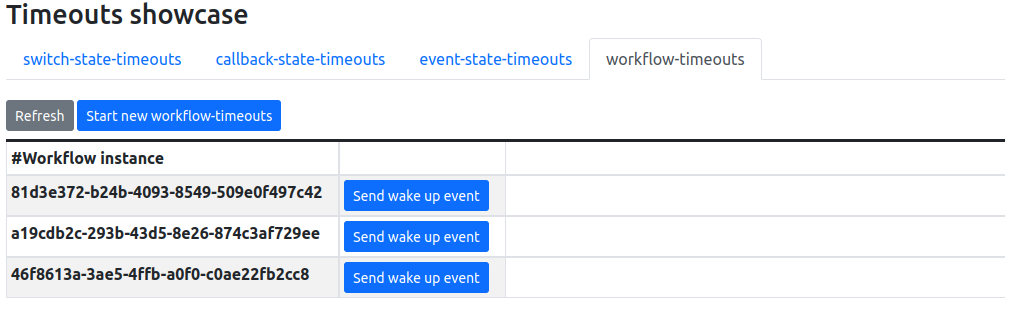 Timeouts showcase
switch-state-timeouts callback-state-timeouts event-state-timeouts workflow-timeouts
Refresh Start new workflow-timeouts
#Workflow instance
81d3e372-b24b-4093-8549-509e0f497c42 Send wake up event
a19cdb2c-293b-43d5-8e26-874c3af729ee Send wake up event
46f8613a-3ae5-4ffb-a0f0-c0ae22fb2cc8 Send wake up event